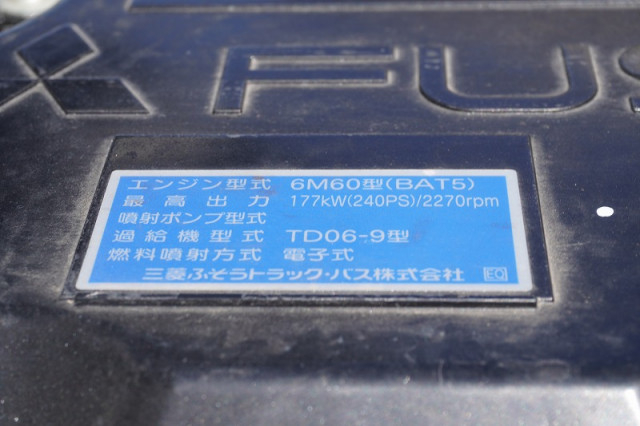 FUS
エンジン型式 6M60型(BAT5)
最高出力 177kW(240PS)/2270rpm
噴射ポンプ型式
過給機型式 TD06-9型
燃料噴射方式 電子式
三菱ふそうトラック・バス株式会社 EQ